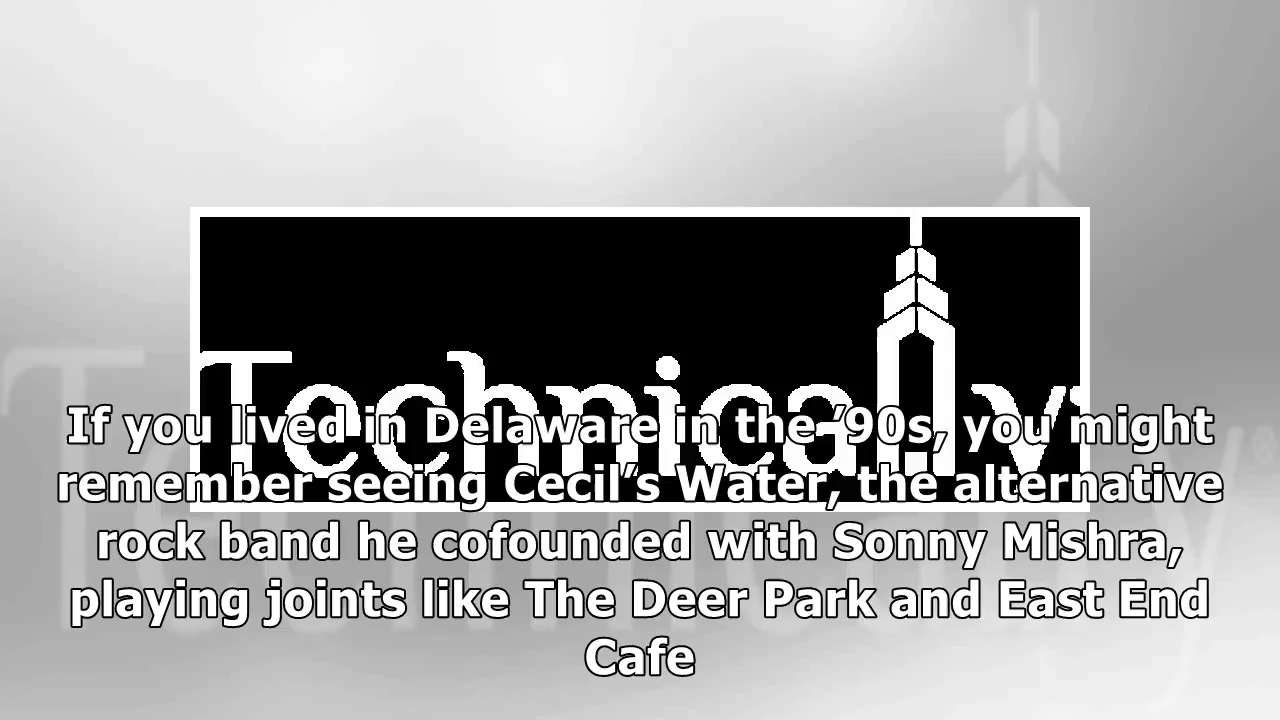 Technically
If you lived in Delaware in the ‘90s, you might
remember seeing Cecil’s Water, the alternative
rock band he cofounded with Sonny Mishra,
playing joints like The Deer Park and East End
Cafe